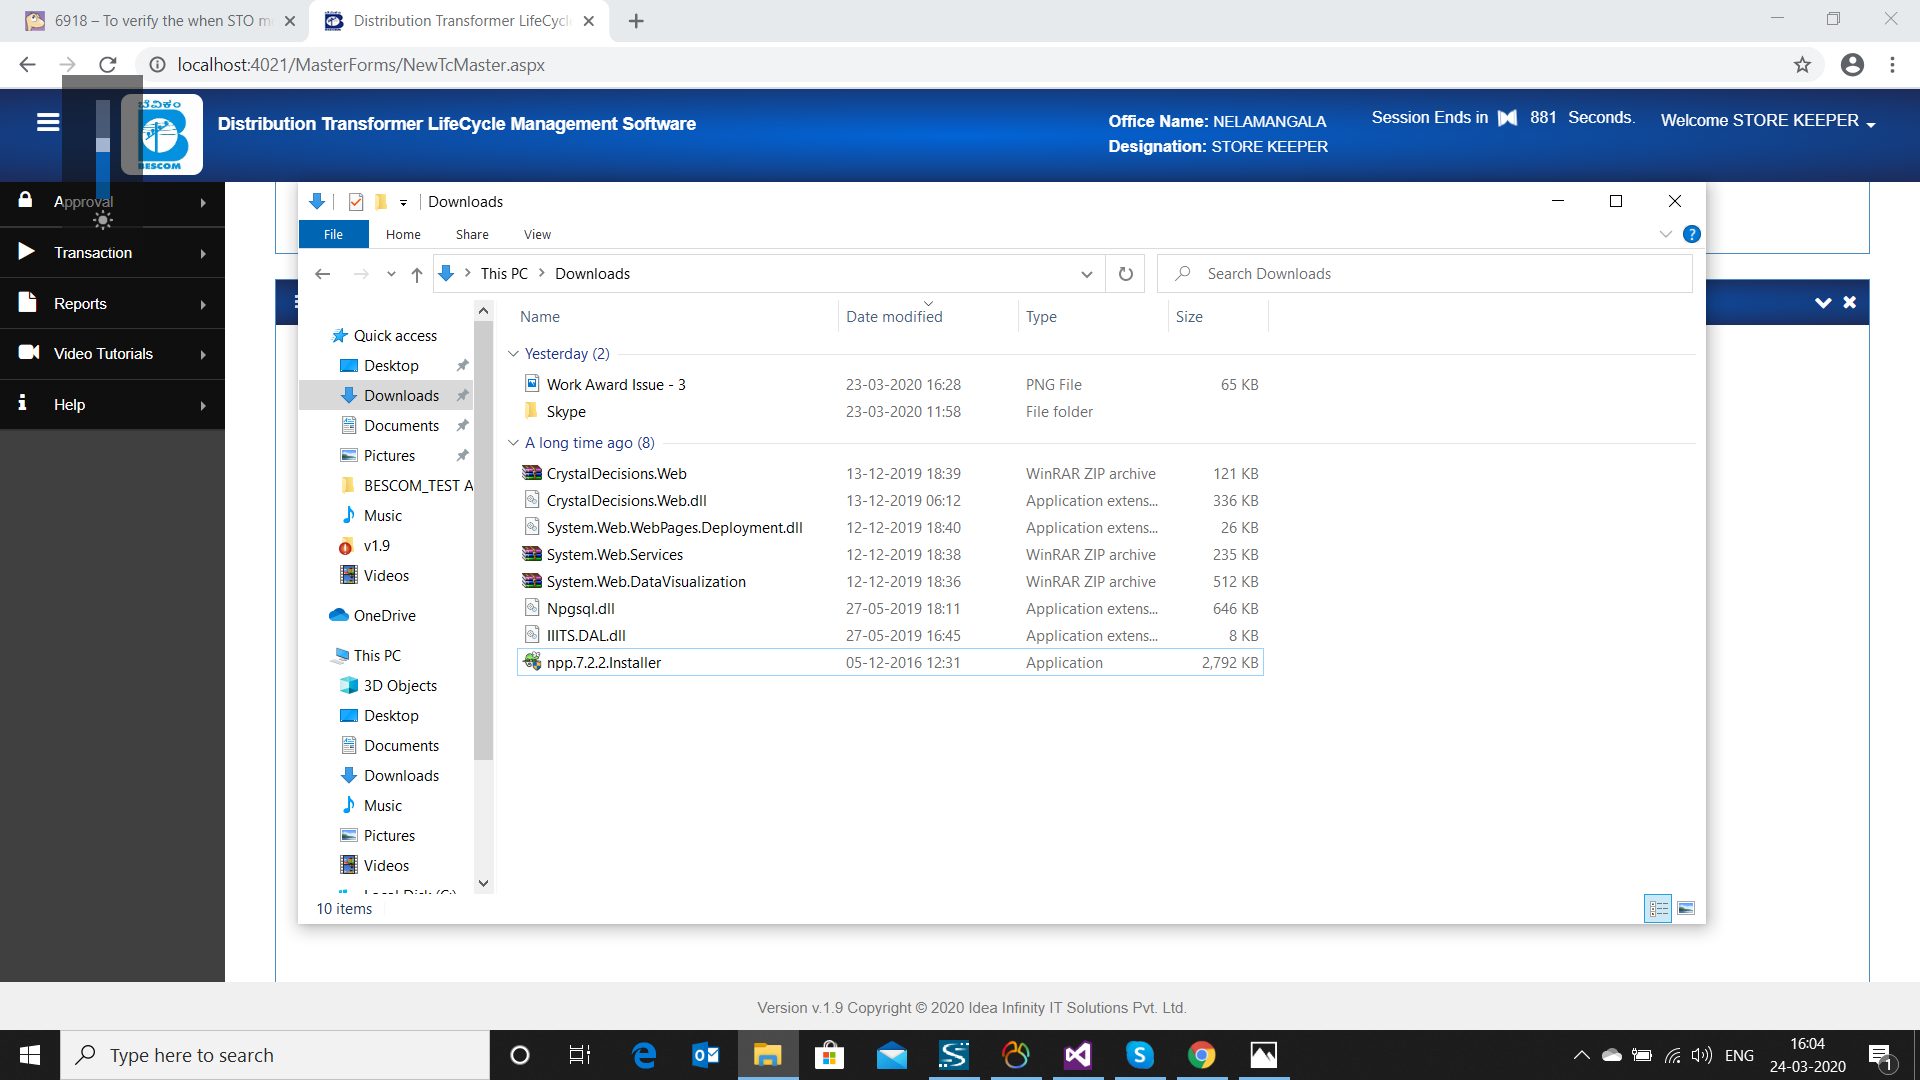 6918 – To verify the when STO m
Distribution Transformer LifeCycl
localhost:4021/MasterForms/NewTcMaster.aspx
ಬೆವಿಕಂ
BESCOM
Distribution Transformer LifeCycle Management Software
Office Name: NELAMANGALA
Designation: STORE KEEPER
Session Ends in 881 Seconds.
Welcome STORE KEEPER
Approval
Transaction
Reports
Video Tutorials
Help
Downloads
File Home Share View
This PC > Downloads
Search Downloads
Name Date modified Type Size
Yesterday (2)
Work Award Issue - 3 23-03-2020 16:28 PNG File 65 KB
Skype 23-03-2020 11:58 File folder
A long time ago (8)
CrystalDecisions.Web 13-12-2019 18:39 WinRAR ZIP archive 121 KB
CrystalDecisions.Web.dll 13-12-2019 06:12 Application extens... 336 KB
System.Web.WebPages.Deployment.dll 12-12-2019 18:40 Application extens... 26 KB
System.Web.Services 12-12-2019 18:38 WinRAR ZIP archive 235 KB
System.Web.DataVisualization 12-12-2019 18:36 WinRAR ZIP archive 512 KB
Npgsql.dll 27-05-2019 18:11 Application extens... 646 KB
IIITS.DAL.dll 27-05-2019 16:45 Application extens... 8 KB
npp.7.2.2.Installer 05-12-2016 12:31 Application 2,792 KB
Quick access
Desktop
Downloads
Documents
Pictures
BESCOM_TEST A
Music
v1.9
Videos
OneDrive
This PC
3D Objects
Desktop
Documents
Downloads
Music
Pictures
Videos
Local Disk (C:)
10 items
Version v.1.9 Copyright © 2020 Idea Infinity IT Solutions Pvt. Ltd.
Type here to search
ENG
16:04
24-03-2020
1